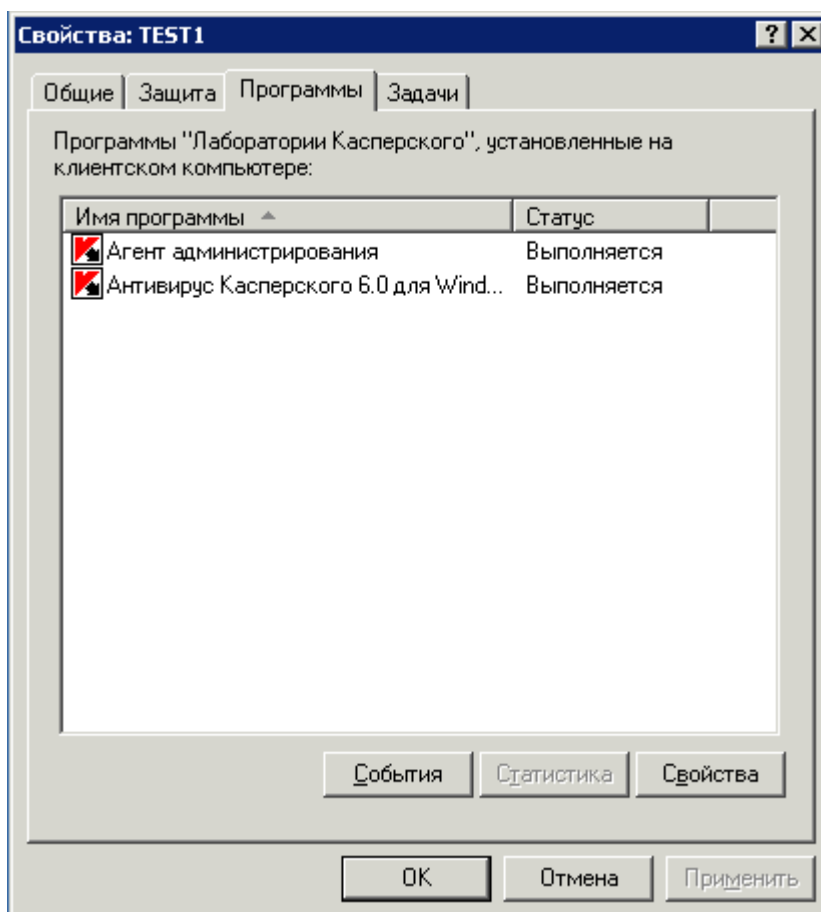 Свойства: TEST1
Общие Защита Программы Задачи
Программы "Лаборатории Касперского", установленные на
клиентском компьютере:
Имя программы Статус
Агент администрирования Выполняется
Антивирус Касперского 6.0 для Wind... Выполняется
События Статистика Свойства
OK Отмена Применить